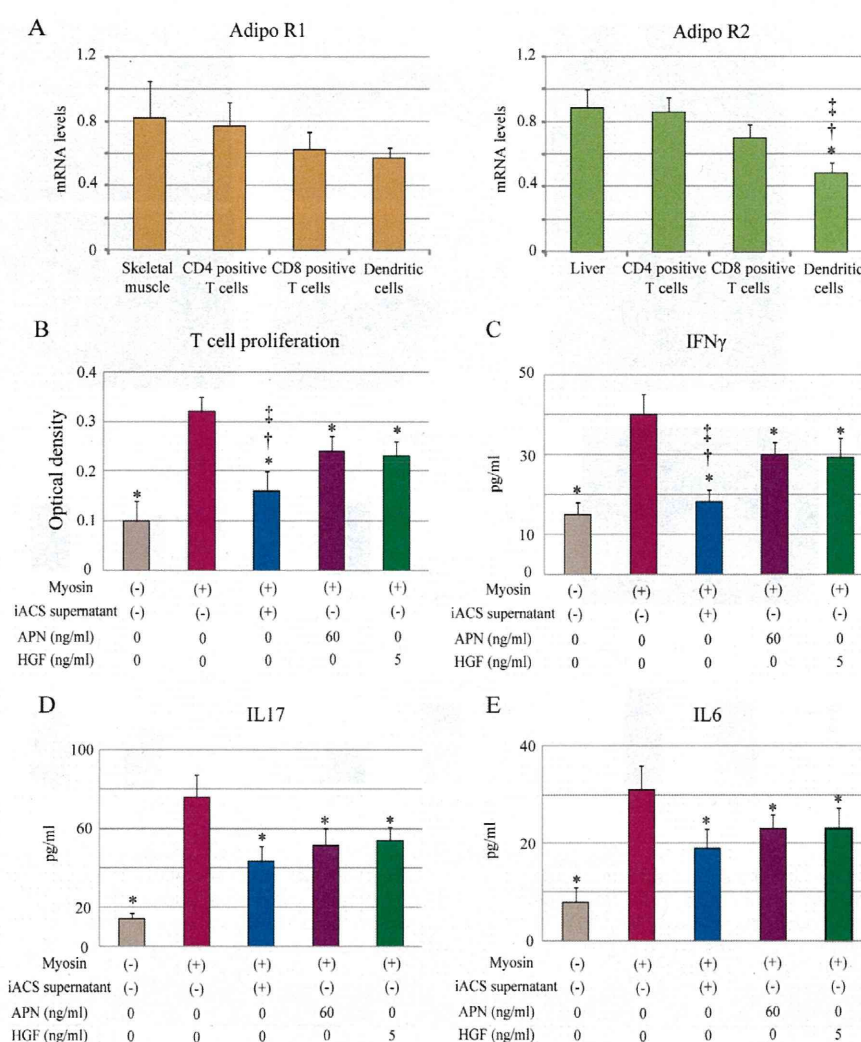 A
Adipo R1
1.2
0.8
0.4
0
mRNA levels
Skeletal muscle
CD4 positive T cells
CD8 positive T cells
Dendritic cells
Adipo R2
1.2
0.8
0.4
0
mRNA levels
‡
†
*
Liver
CD4 positive T cells
CD8 positive T cells
Dendritic cells
B
T cell proliferation
0.4
0.3
0.2
0.1
0
Optical density
*
‡
†
*
*
*
Myosin (-) (+) (+) (+) (+)
iACS supernatant (-) (-) (+) (-) (-)
APN (ng/ml) 0 0 0 60 0
HGF (ng/ml) 0 0 0 0 5
C
IFNγ
50
30
10
0
pg/ml
*
‡
†
*
*
*
Myosin (-) (+) (+) (+) (+)
iACS supernatant (-) (-) (+) (-) (-)
APN (ng/ml) 0 0 0 60 0
HGF (ng/ml) 0 0 0 0 5
D
IL17
100
60
20
0
pg/ml
*
*
*
*
Myosin (-) (+) (+) (+) (+)
iACS supernatant (-) (-) (+) (-) (-)
APN (ng/ml) 0 0 0 60 0
HGF (ng/ml) 0 0 0 0 5
E
IL6
40
20
0
pg/ml
*
*
*
*
Myosin (-) (+) (+) (+) (+)
iACS supernatant (-) (-) (+) (-) (-)
APN (ng/ml) 0 0 0 60 0
HGF (ng/ml) 0 0 0 0 5